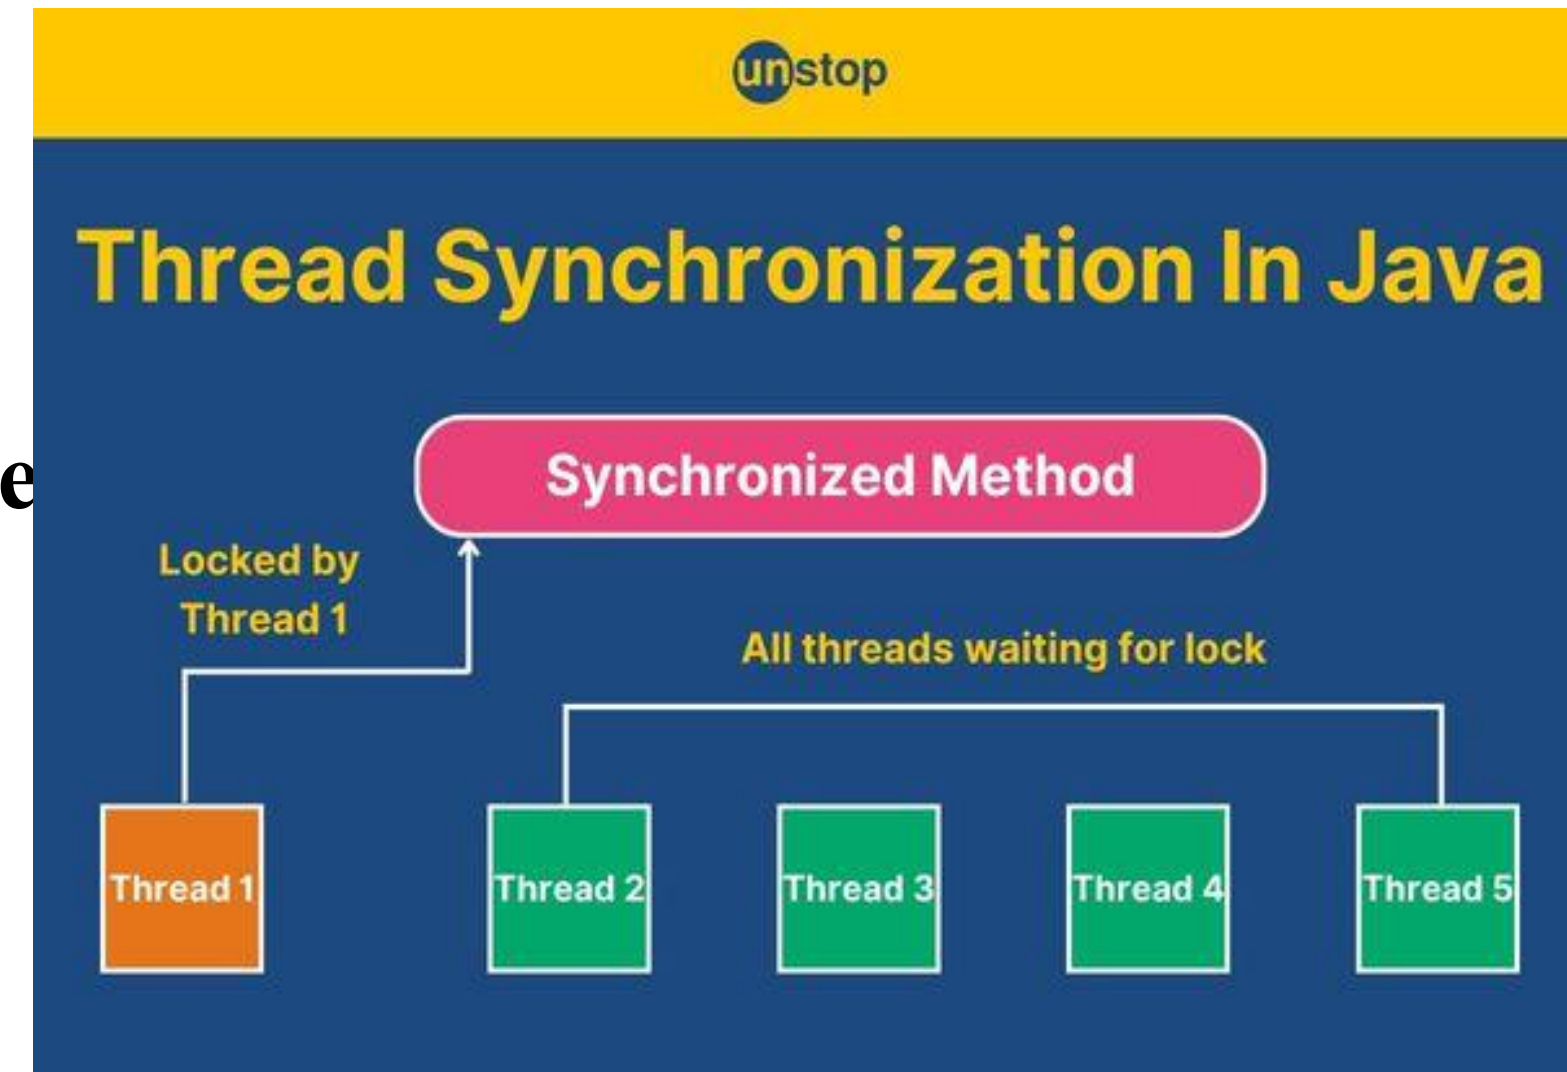 unstop
Thread Synchronization In Java
Synchronized Method
e
Locked by
Thread 1
All threads waiting for lock
Thread 1
Thread 2
Thread 3
Thread 4
Thread 5